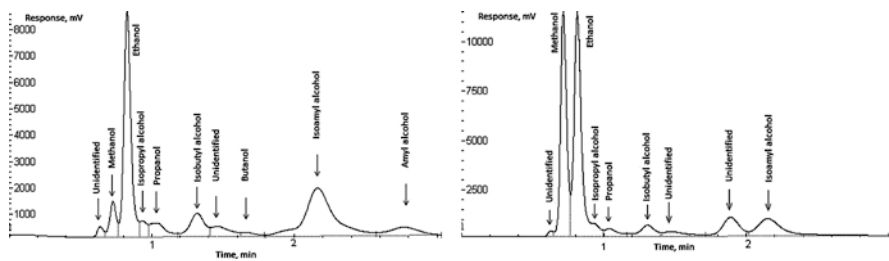 Response, mV
8000
7000
6000
5000
4000
3000
2000
1000
Unidentified
Methanol
Ethanol
Isopropyl alcohol
Propanol
Isobutyl alcohol
Unidentified
Butanol
Isoamyl alcohol
Amyl alcohol
1
2
Time, min
Response, mV
10000
7500
5000
2500
Unidentified
Methanol
Ethanol
Isopropyl alcohol
Propanol
Isobutyl alcohol
Unidentified
Unidentified
Isoamyl alcohol
1
2
Time, min